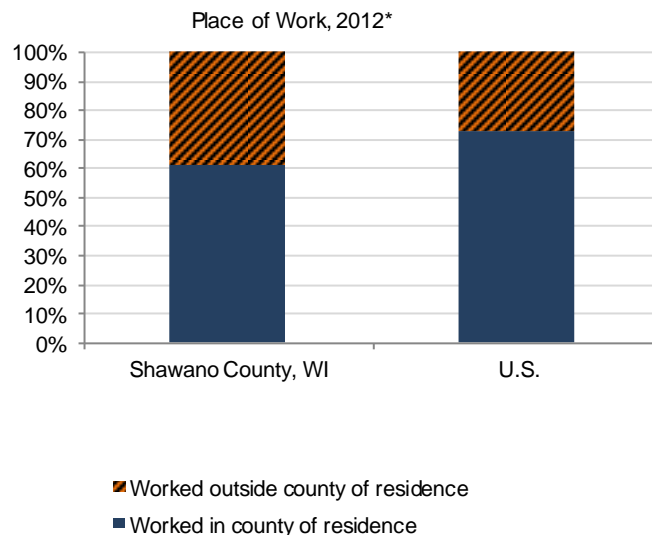 Place of Work, 2012*
100%
90%
80%
70%
60%
50%
40%
30%
20%
10%
0%
Shawano County, WI U.S.
Worked outside county of residence
Worked in county of residence